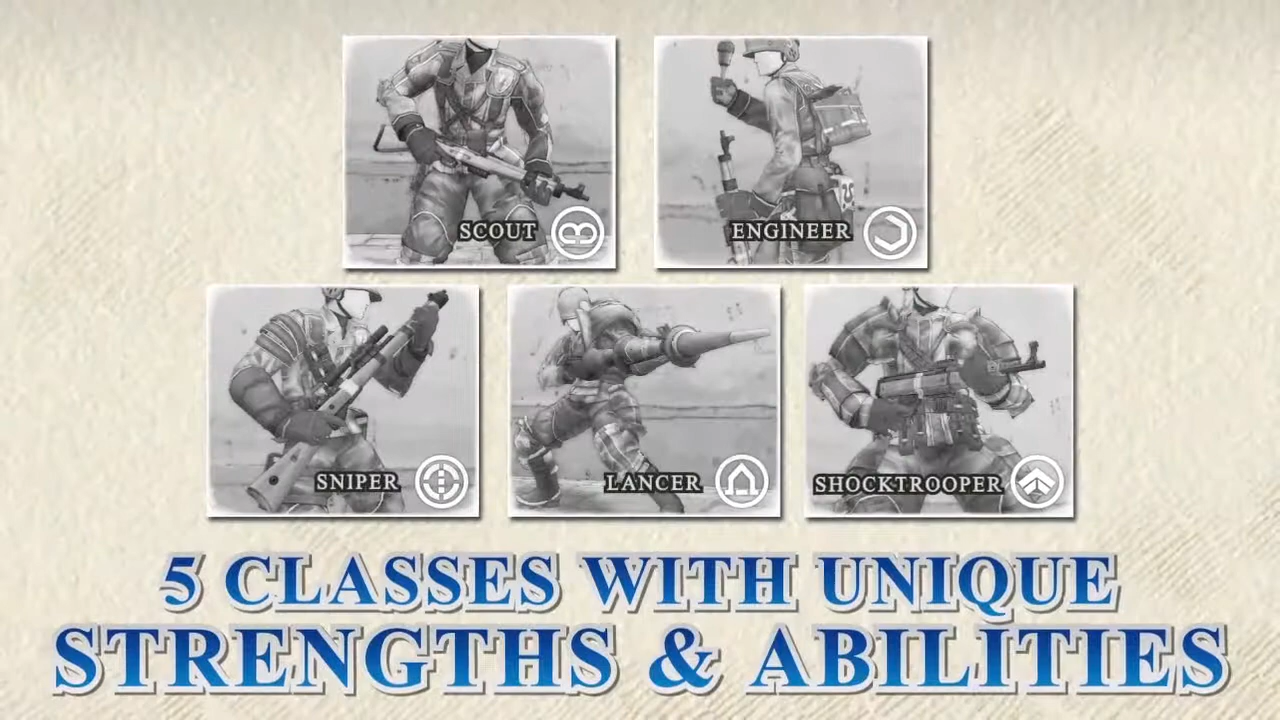 SCOUT
ENGINEER
SNIPER
LANCER
SHOCKTROOPER
5 CLASSES WITH UNIQUE
STRENGTHS & ABILITIES